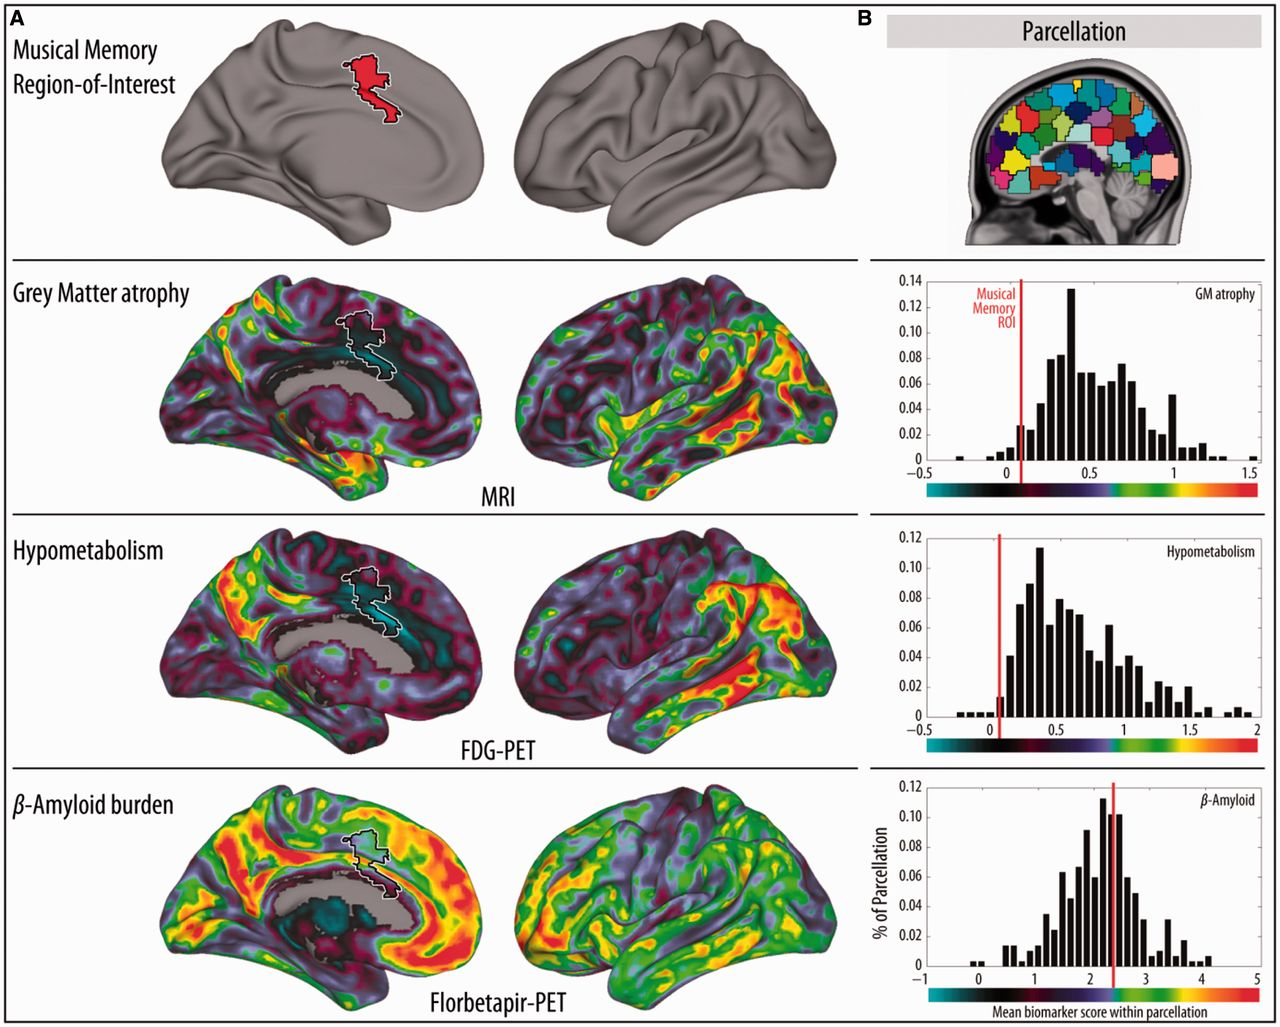 A
Musical Memory
Region-of-Interest
B
Parcellation
Grey Matter atrophy
MRI
0.14
0.12
0.10
0.08
0.06
0.04
0.02
0
Musical
Memory
ROI
GM atrophy
−0.5 0 0.5 1 1.5
Hypometabolism
FDG-PET
0.12
0.10
0.08
0.06
0.04
0.02
0
Hypometabolism
−0.5 0 0.5 1 1.5 2
β-Amyloid burden
Florbetapir-PET
% of Parcellation
0.12
0.10
0.08
0.06
0.04
0.02
0
β-Amyloid
−1 0 1 2 3 4 5
Mean biomarker score within parcellation